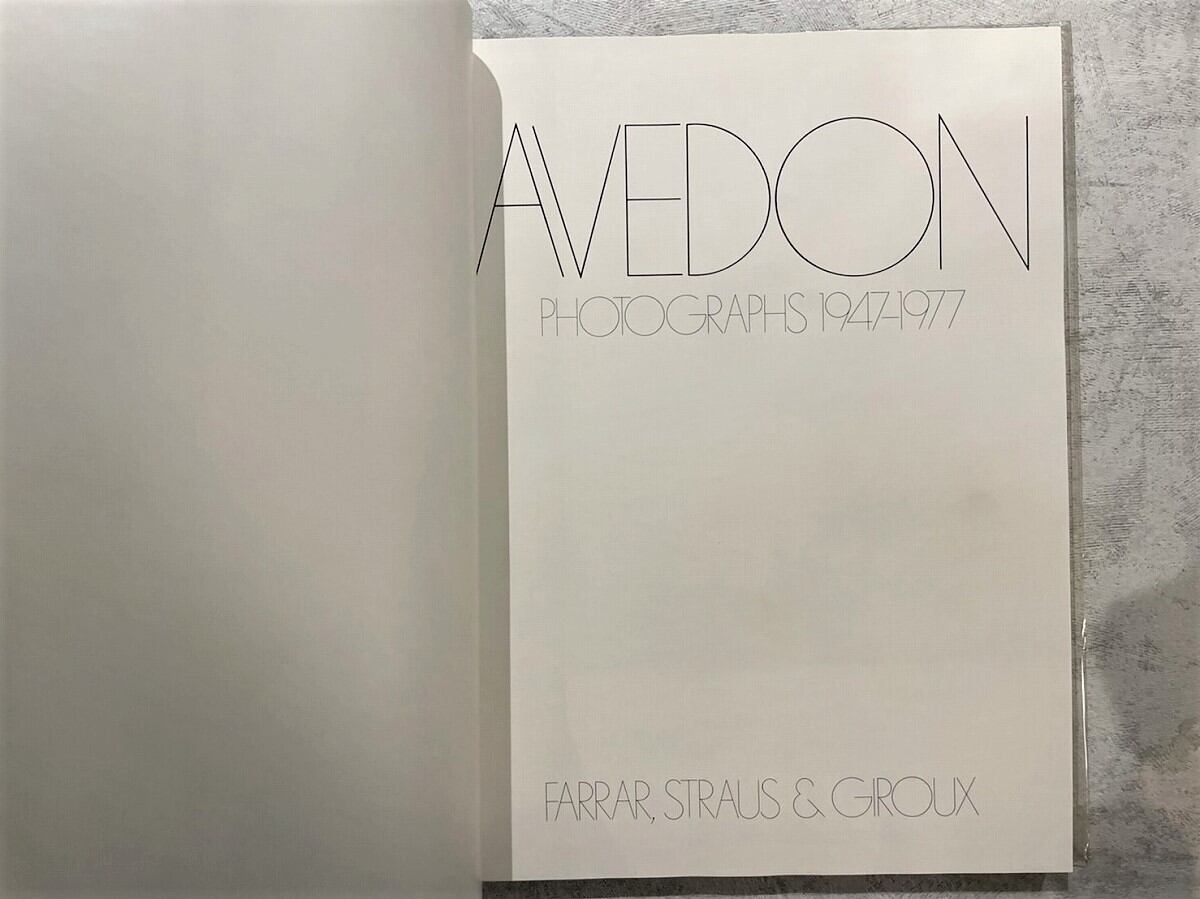 AVEDON
PHOTOGRAPHS 1947-1977
FARRAR, STRAUS & GIROUX